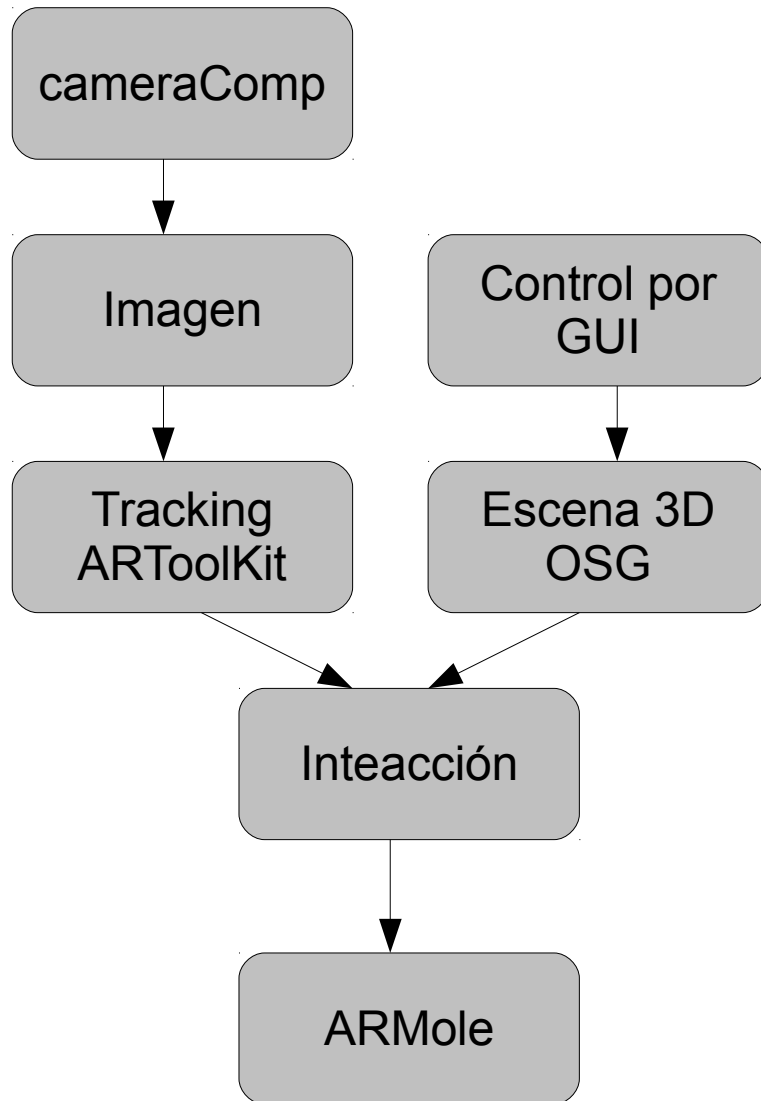 cameraComp
Imagen
Control por
GUI
Tracking
ARToolKit
Escena 3D
OSG
Inteacción
ARMole